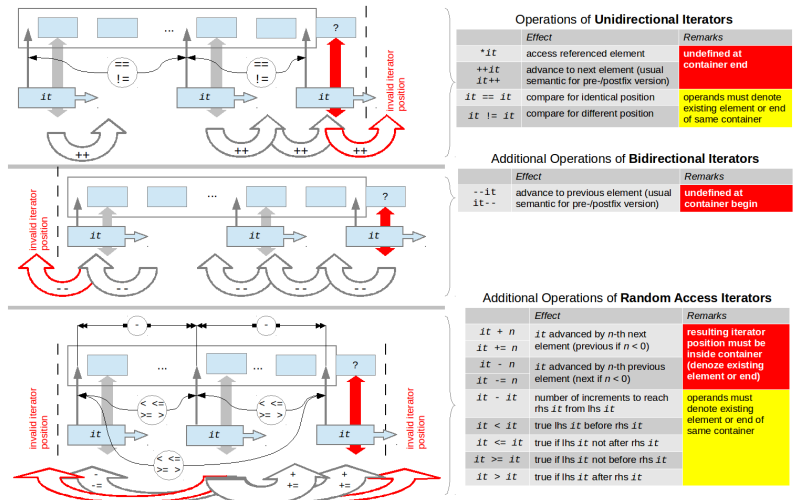 ... ?
==
!=
==
!=
it it it
invalid iterator
position
++ ++ ++ ++
Operations of Unidirectional Iterators
Effect Remarks
*it access referenced element undefined at
container end
++it
it++
advance to next element (usual
semantic for pre-/postfix version)
it == it compare for identical position operands must denote
existing element or end
of same container
it != it compare for different position
... ?
invalid iterator
position
it it it
-- -- -- -- --
Additional Operations of Bidirectional Iterators
Effect Remarks
--it
it--
advance to previous element (usual
semantic for pre-/postfix version)
undefined at
container begin
- -
... ... ?
< <=
>= >
< <=
>= >
it it it
< <=
>= >
invalid iterator
position
invalid iterator
position
-
-=
+
+=
+
+=
Additional Operations of Random Access Iterators
Effect Remarks
it + n
it += n
it advanced by n-th next
element (previous if n < 0)
resulting iterator
position must be
inside container
(denoze existing
element or end)
it - n
it -= n
it advanced by n-th previous
element (next if n < 0)
it - it number of increments to reach
rhs it from lhs it
operands must
denote existing
element or end of
same container
it < it true lhs it before rhs it
it <= it true if lhs it not after rhs it
it >= it true if lhs it not before rhs it
it > it true if lhs it after rhs it